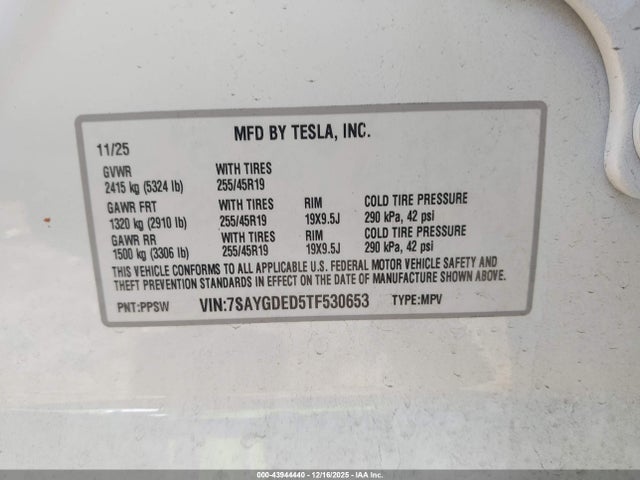 MFD BY TESLA, INC.
11/25
GVWR WITH TIRES
2415 kg (5324 lb) 255/45R19
GAWR FRT WITH TIRES RIM COLD TIRE PRESSURE
1320 kg (2910 lb) 255/45R19 19X9.5J 290 kPa, 42 psi
GAWR RR WITH TIRES RIM COLD TIRE PRESSURE
1500 kg (3306 lb) 255/45R19 19X9.5J 290 kPa, 42 psi
THIS VEHICLE CONFORMS TO ALL APPLICABLE U.S. FEDERAL MOTOR VEHICLE SAFETY AND
THEFT PREVENTION STANDARDS IN EFFECT ON THE DATE OF MANUFACTURE SHOWN ABOVE.
PNT:PPSW VIN:7SAYGDED5TF530653 TYPE:MPV
000-43944440 - 12/16/2025 - IAA Inc.